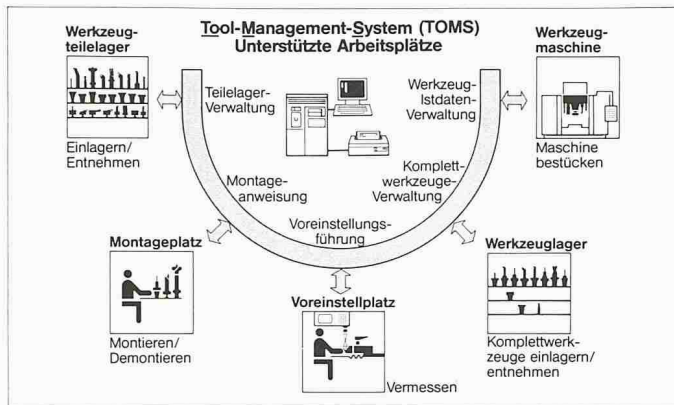 Tool-Management-System (TOMS)
Unterstützte Arbeitsplätze
Werkzeug-
teilelager
Einlagern/
Entnehmen
Teilelager-
Verwaltung
Werkzeug-
Istdaten-
Verwaltung
Werkzeug-
maschine
Maschine
bestücken
Montage-
anweisung
Komplett-
werkzeuge-
Verwaltung
Voreinstellungs-
führung
Montageplatz
Montieren/
Demontieren
Voreinstellplatz
Vermessen
Werkzeuglager
Komplettwerk-
zeuge einlagern/
entnehmen